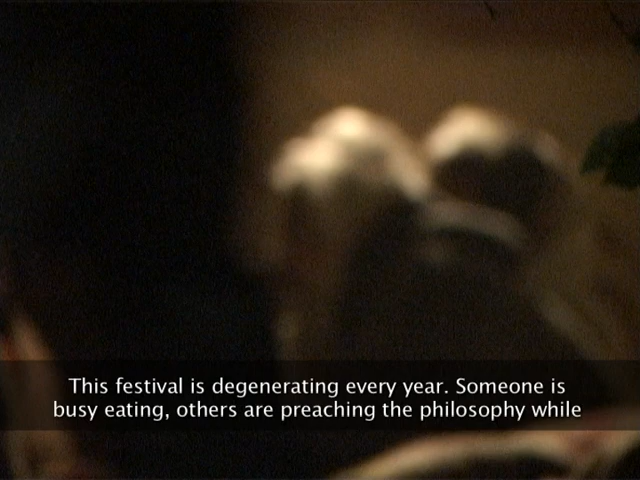 This festival is degenerating every year. Someone is
busy eating, others are preaching the philosophy while